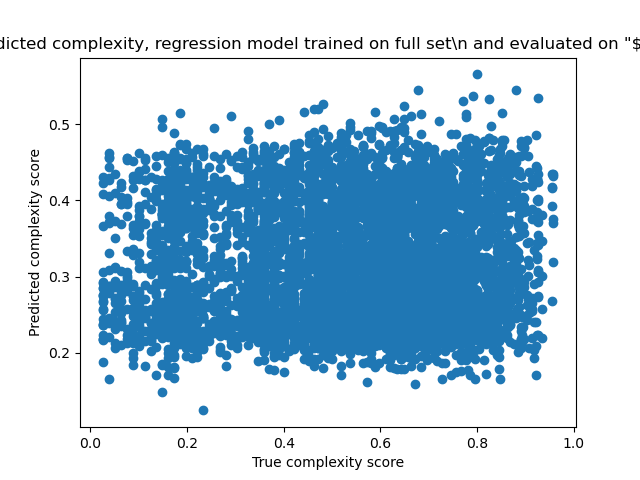 dicted complexity, regression model trained on full set\n and evaluated on "$
0.5
0.4
0.3
0.2
Predicted complexity score
0.0 0.2 0.4 0.6 0.8 1.0
True complexity score